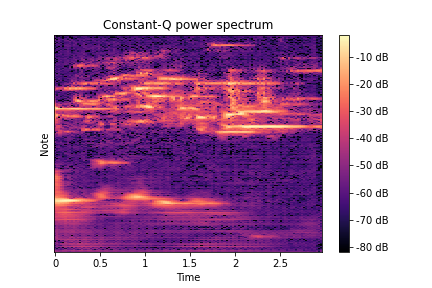 Constant-Q power spectrum
-10 dB
-20 dB
-30 dB
-40 dB
-50 dB
-60 dB
-70 dB
-80 dB
Note
0
0.5
1
1.5
2
2.5
Time